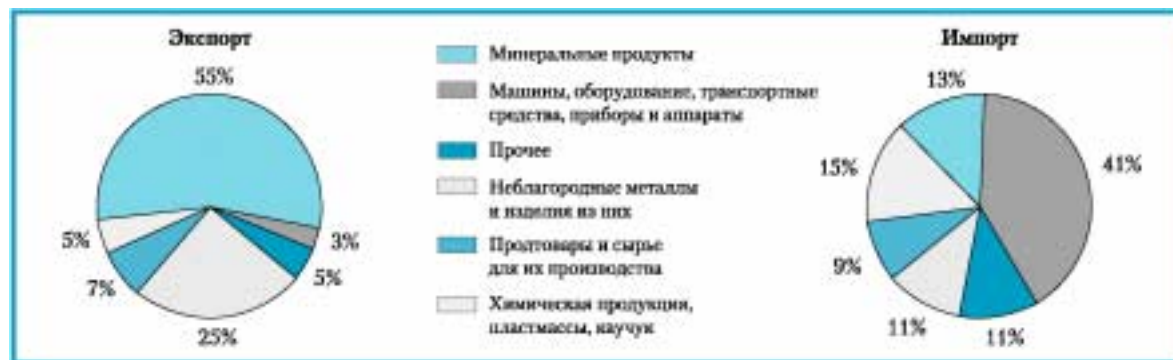 Экспорт
55%
3%
5%
25%
7%
5%
Минеральные продукты
Машины, оборудование, транспортные
средства, приборы и аппараты
Прочее
Неблагородные металлы
и изделия из них
Продтовары и сырье
для их производства
Химическая продукция,
пластмассы, каучук
Импорт
13%
41%
11%
11%
9%
15%